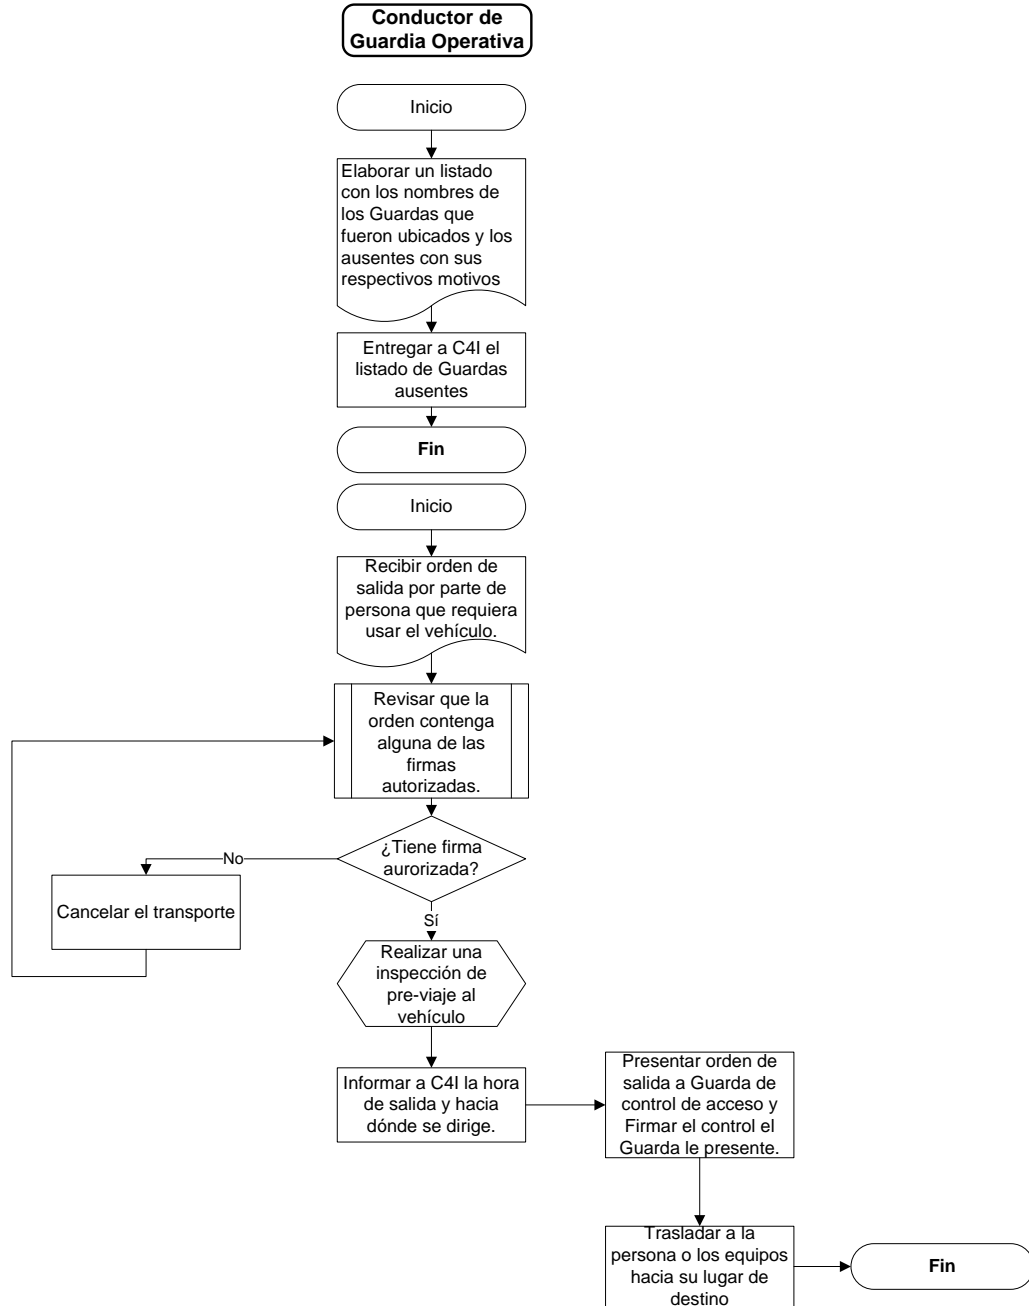 Conductor de
Guardia Operativa
Inicio
Elaborar un listado
con los nombres de
los Guardas que
fueron ubicados y los
ausentes con sus
respectivos motivos
Entregar a C4I el
listado de Guardas
ausentes
Fin
Inicio
Recibir orden de
salida por parte de
persona que requiera
usar el vehículo.
Revisar que la
orden contenga
alguna de las
firmas
autorizadas.
¿Tiene firma
aurorizada?
No
Cancelar el transporte
Sí
Realizar una
inspección de
pre-viaje al
vehículo
Informar a C4I la hora
de salida y hacia
dónde se dirige.
Presentar orden de
salida a Guarda de
control de acceso y
Firmar el control el
Guarda le presente.
Trasladar a la
persona o los equipos
hacia su lugar de
destino
Fin